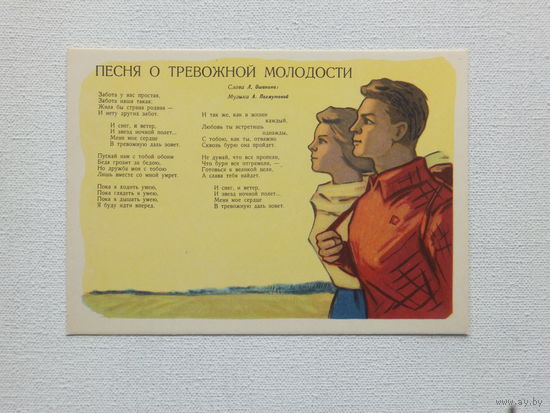 ПЕСНЯ О ТРЕВОЖНОЙ МОЛОДОСТИ
Слова Л. Ошанина
Музыка А. Пахмутовой
Забота у нас простая,
Забота наша такая:
Жила бы страна родная —
И нету других забот.
И снег, и ветер,
И звезд ночной полет...
Меня мое сердце
В тревожную даль зовет.
Пускай нам с тобой обоим
Беда грозит за бедою,
Но дружба моя с тобою
Лишь вместе со мной умрет.
Пока я ходить умею,
Пока глядеть я умею,
Пока я дышать умею,
Я буду идти вперед.
И так же, как в жизни
каждый,
Любовь ты встретишь
однажды,
С тобою, как ты, отважно
Сквозь бурю она пройдет.
Не думай, что все пропели,
Что бури все отгремели, —
Готовься к великой цели,
А слава тебя найдет.
И снег, и ветер,
И звезд ночной полет...
Меня мое сердце
В тревожную даль зовет.
www.ay.by